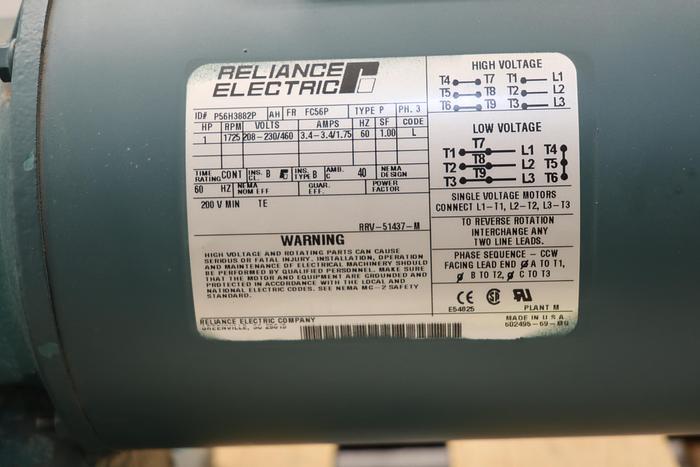 RELIANCE
ELECTRIC
ID# P56H3882P AH FR FC56P TYPE P PH. 3
HP RPM VOLTS AMPS HZ SF CODE
1 1725 208-230/460 3.4-3.4/1.75 60 1.00 L
TIME RATING CONT INS. CL. B INS. TYPE B AMB. C 40 NEMA DESIGN
60 HZ NEMA NOM EFF GUAR. EFF. POWER FACTOR
200 V MIN TE
RRV-51437-M
WARNING
HIGH VOLTAGE AND ROTATING PARTS CAN CAUSE
SERIOUS OR FATAL INJURY. INSTALLATION, OPERATION
AND MAINTENANCE OF ELECTRICAL MACHINERY SHOULD
BE PERFORMED BY QUALIFIED PERSONNEL. MAKE SURE
THAT THE MOTOR AND EQUIPMENT ARE GROUNDED AND
PROTECTED IN ACCORDANCE WITH THE LOCAL AND
NATIONAL ELECTRIC CODES. SEE NEMA MG-2 SAFETY
STANDARD.
RELIANCE ELECTRIC COMPANY
GREENVILLE, SC 29615
HIGH VOLTAGE
T4 T7 T1 L1
T5 T8 T2 L2
T6 T9 T3 L3
LOW VOLTAGE
T7
T1 L1 T4
T8
T2 L2 T5
T9
T3 L3 T6
SINGLE VOLTAGE MOTORS
CONNECT L1-T1, L2-T2, L3-T3
TO REVERSE ROTATION
INTERCHANGE ANY
TWO LINE LEADS.
PHASE SEQUENCE - CCW
FACING LEAD END Ø A TO T1,
Ø B TO T2, Ø C TO T3
CE
E54825 PLANT M
MADE IN U.S.A.
602495-69-MG